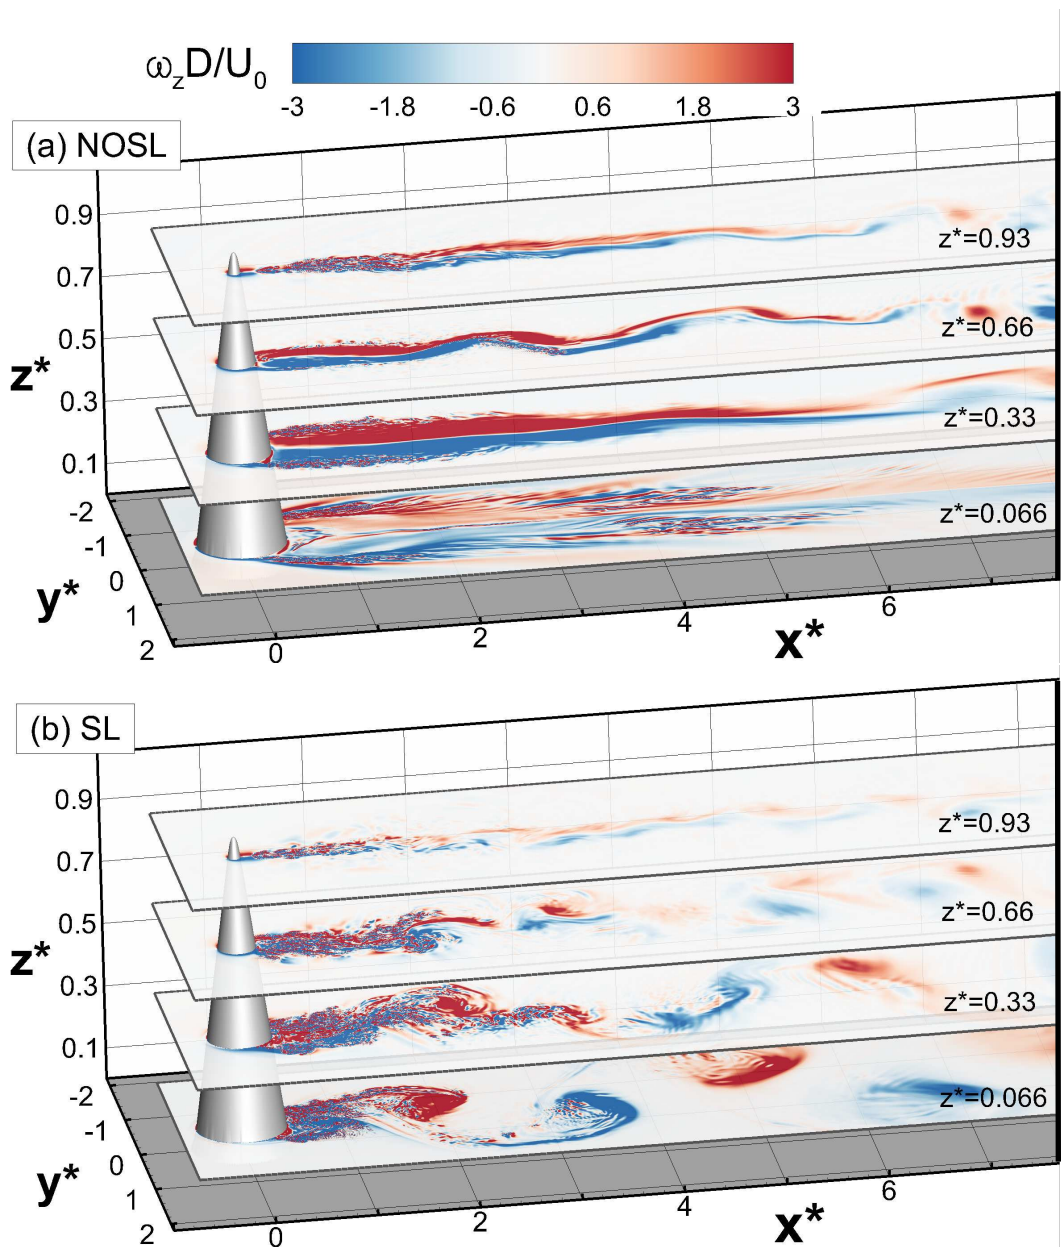 ω_zD/U_0
-3 -1.8 -0.6 0.6 1.8 3
(a) NOSL
0.9
z*=0.93
0.7
z*=0.66
0.5
z*
0.3
z*=0.33
0.1
z*=0.066
-2
-1
y* 0
1
2
0 2 4 6
x*
(b) SL
0.9
z*=0.93
0.7
z*=0.66
0.5
z*
0.3
z*=0.33
0.1
z*=0.066
-2
-1
y* 0
1
2
0 2 4 6
x*